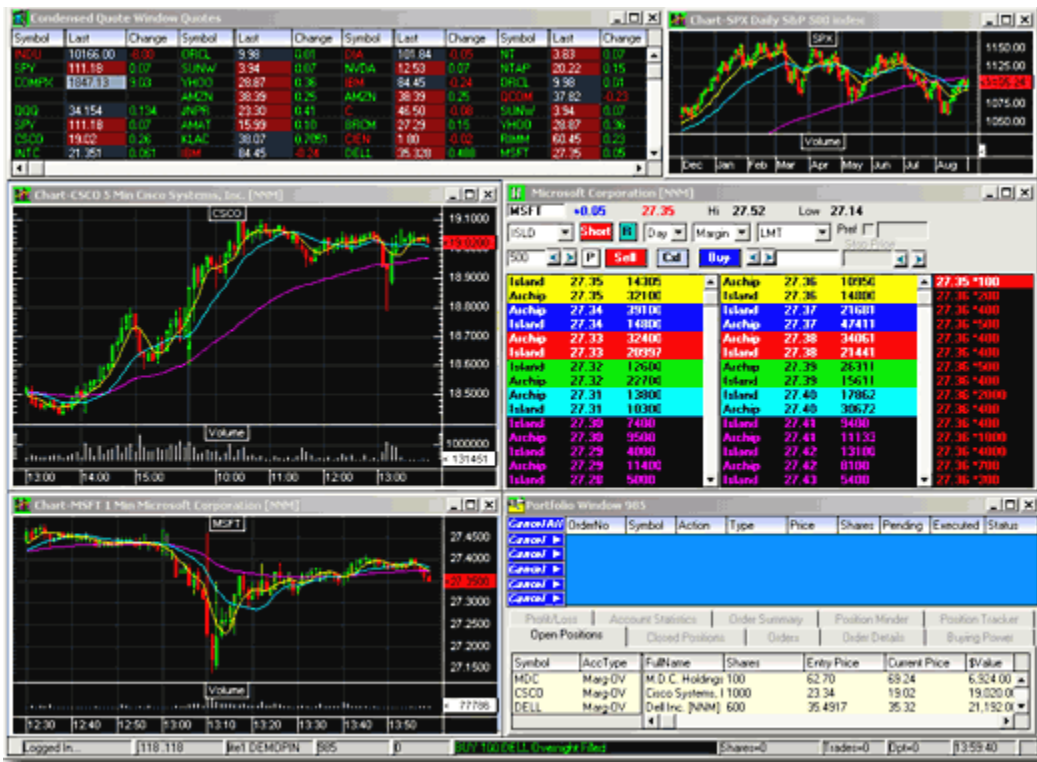 Condensed Quote Window Quotes
Symbol Last Change Symbol Last Change Symbol Last Change Symbol Last Change
INDU 10166.00 -8.00 ORCL 9.98 0.01 DIA 101.84 -0.05 NT 3.83 0.07
SPY 111.18 0.07 SUNW 3.94 0.07 NVDA 12.53 0.07 NTAP 20.22 0.15
COMPX 1847.13 9.03 YHOO 28.87 0.36 IBM 84.45 -0.24 ORCL 9.98 0.01
AMZN 38.39 0.25 AMZN 38.39 0.25 QCOM 37.82 -0.23
QQQ 34.154 0.134 JNPR 23.30 0.41 C 46.50 -0.08 SUNW 3.94 0.07
SPY 111.18 0.07 AMAT 15.99 0.10 BRCM 27.29 0.15 YHOO 28.87 0.36
CSCO 19.02 0.26 KLAC 38.07 0.7051 CIEN 1.80 -0.02 RIMM 60.45 0.23
INTC 21.351 0.061 IBM 84.45 -0.24 DELL 35.328 0.488 MSFT 27.35 0.05
Chart-SPX Daily S&P 500 index
SPX
1150.00
1125.00
1075.00
1050.00
Volume
Dec Jan Feb Mar Apr May Jun Jul Aug
Chart-CSCO 5 Min Cisco Systems, Inc. [NNM]
CSCO
19.1000
19.0200
18.9000
18.8000
18.7000
18.6000
18.5000
Volume
1000000
131451
13:00 14:00 15:00 10:00 11:00 12:00 13:00
Microsoft Corporation [NNM]
MSFT +0.05 27.35 Hi 27.52 Low 27.14
ISLD Short B Day Margin LMT Pref
Stop Price
500 P Sell Cxl Buy
Island 27.35 14305 Archip 27.36 10950 27.35 *100
Archip 27.35 32100 Island 27.36 14800 27.36 *200
Archip 27.34 39100 Island 27.37 21681 27.36 *400
Island 27.34 14800 Archip 27.37 47411 27.36 *500
Archip 27.33 32400 Archip 27.38 34061 27.36 *400
Island 27.33 20997 Island 27.38 21441 27.36 *400
Island 27.32 12600 Island 27.39 26311 27.36 *500
Archip 27.32 22700 Archip 27.39 15611 27.36 *400
Archip 27.31 13800 Archip 27.40 17862 27.36 *2000
Island 27.31 10300 Island 27.40 30672 27.36 *400
Island 27.30 7400 Island 27.41 9400 27.36 *400
Archip 27.30 9500 Archip 27.41 11133 27.36 *1000
Island 27.29 4000 Island 27.42 13100 27.36 *4000
Archip 27.29 11400 Archip 27.42 8100 27.36 *700
Island 27.28 5000 Island 27.43 5400 27.36 *300
Chart-MSFT 1 Min Microsoft Corporation [NNM]
MSFT
27.4500
27.4000
27.3500
27.3000
27.2500
27.2000
27.1500
Volume
77786
12:30 12:40 12:50 13:00 13:10 13:20 13:30 13:40 13:50
Portfolio Window 985
Cancel All OrderNo Symbol Action Type Price Shares Pending Executed Status
Cancel
Cancel
Cancel
Cancel
Cancel
Profit/Loss Account Statistics Order Summary Position Minder Position Tracker
Open Positions Closed Positions Orders Order Details Buying Power
Symbol AccType FullName Shares Entry Price Current Price $Value
MDC Marg-OV M.D.C. Holdings 100 62.70 69.24 6,924.00
CSCO Marg-OV Cisco Systems, I 1000 23.34 19.02 19,020.0
DELL Marg-OV Dell Inc. [NNM] 600 35.4917 35.32 21,192.0
Logged In... 118.118 lite1 DEMOPIN 985 0 BUY 100 DELL Overnight Filled Shares=0 Trades=0 Opt=0 13:59:40